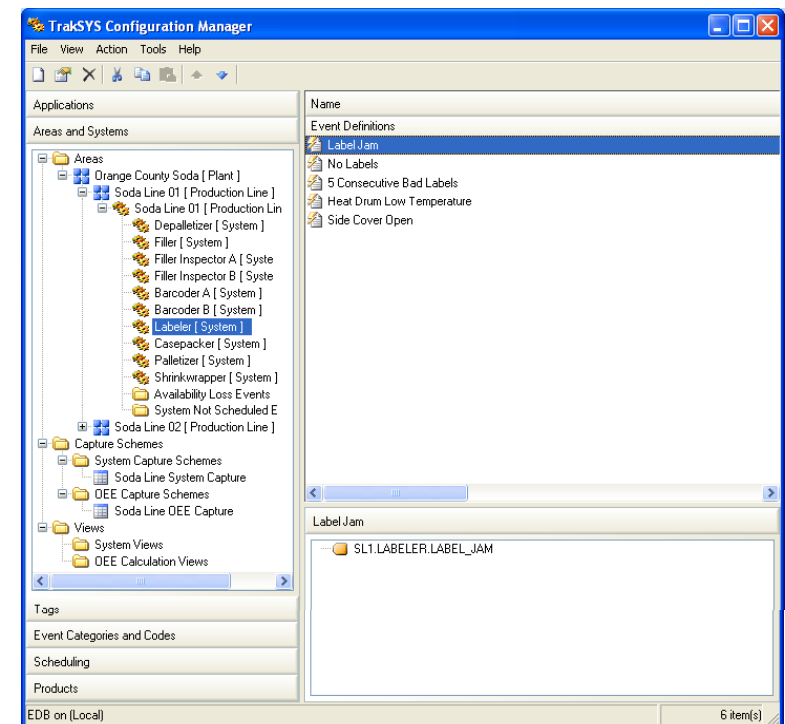 TrakSYS Configuration Manager
File View Action Tools Help
Applications
Areas and Systems
Areas
Orange County Soda [ Plant ]
Soda Line 01 [ Production Line ]
Soda Line 01 [ Production Lin
Depalletizer [ System ]
Filler [ System ]
Filler Inspector A [ Syste
Filler Inspector B [ Syste
Barcoder A [ System ]
Barcoder B [ System ]
Labeler [ System ]
Casepacker [ System ]
Palletizer [ System ]
Shrinkwrapper [ System ]
Availability Loss Events
System Not Scheduled E
Soda Line 02 [ Production Line ]
Capture Schemes
System Capture Schemes
Soda Line System Capture
OEE Capture Schemes
Soda Line OEE Capture
Views
System Views
OEE Calculation Views
Tags
Event Categories and Codes
Scheduling
Products
Name
Event Definitions
Label Jam
No Labels
5 Consecutive Bad Labels
Heat Drum Low Temperature
Side Cover Open
Label Jam
SL1.LABELER.LABEL_JAM
EDB on (Local)
6 item(s)